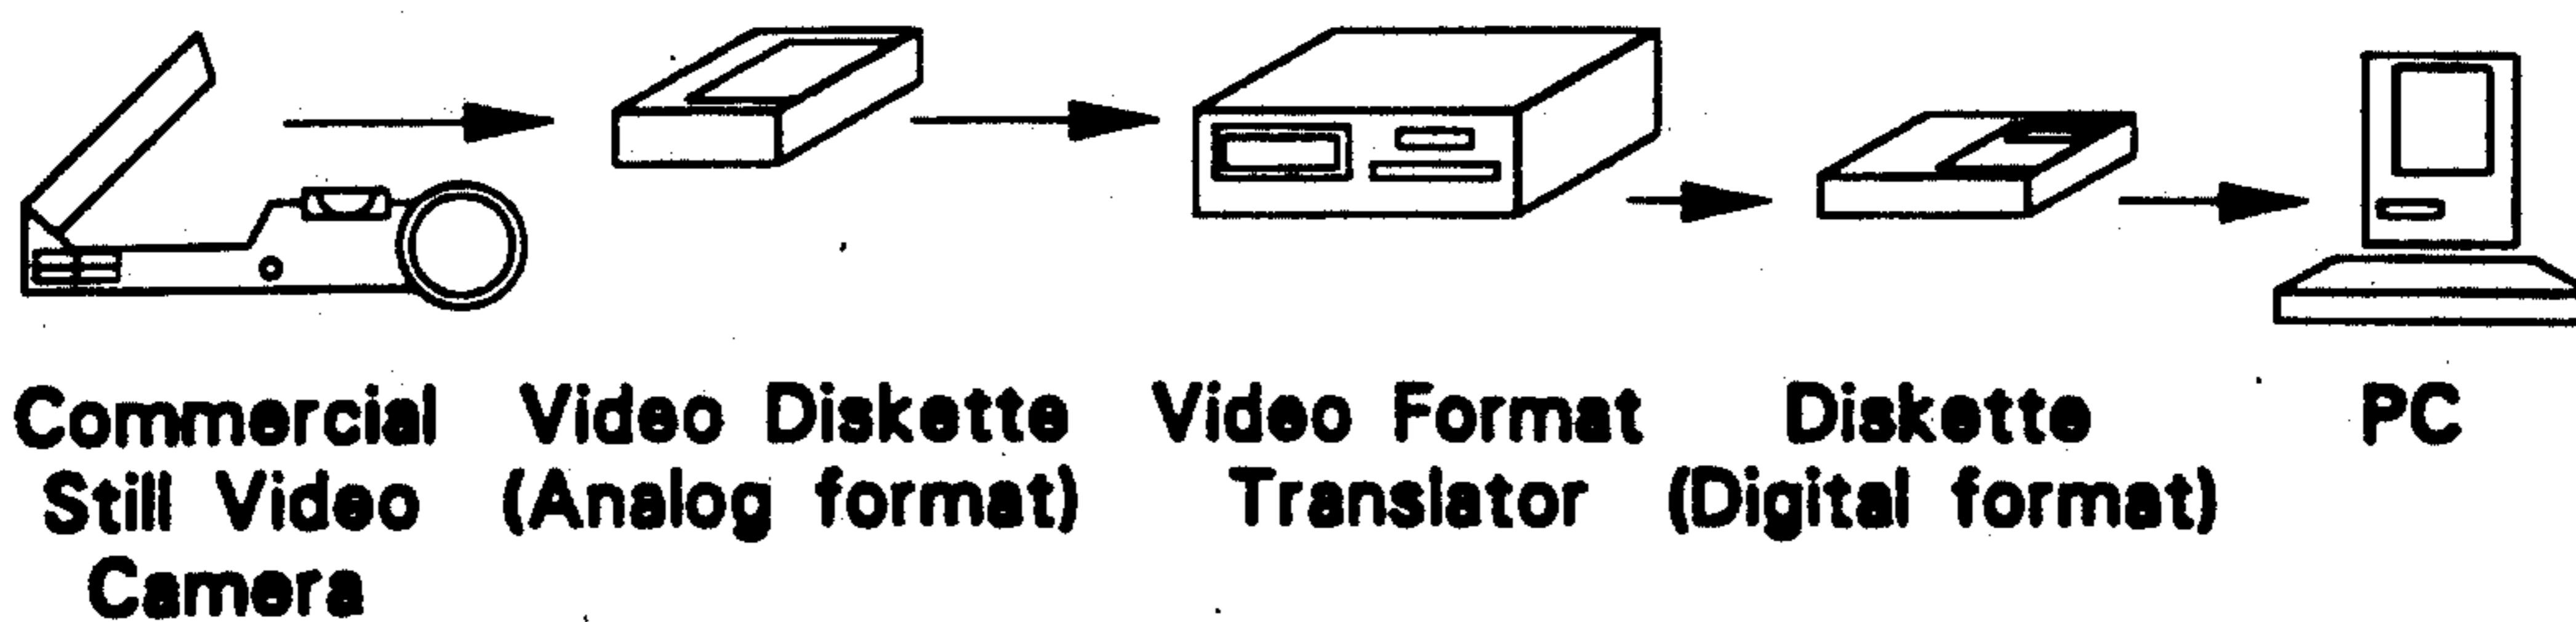 Commercial
Still Video
Camera
Video Diskette
(Analog format)
Video Format
Translator
Diskette
(Digital format)
PC